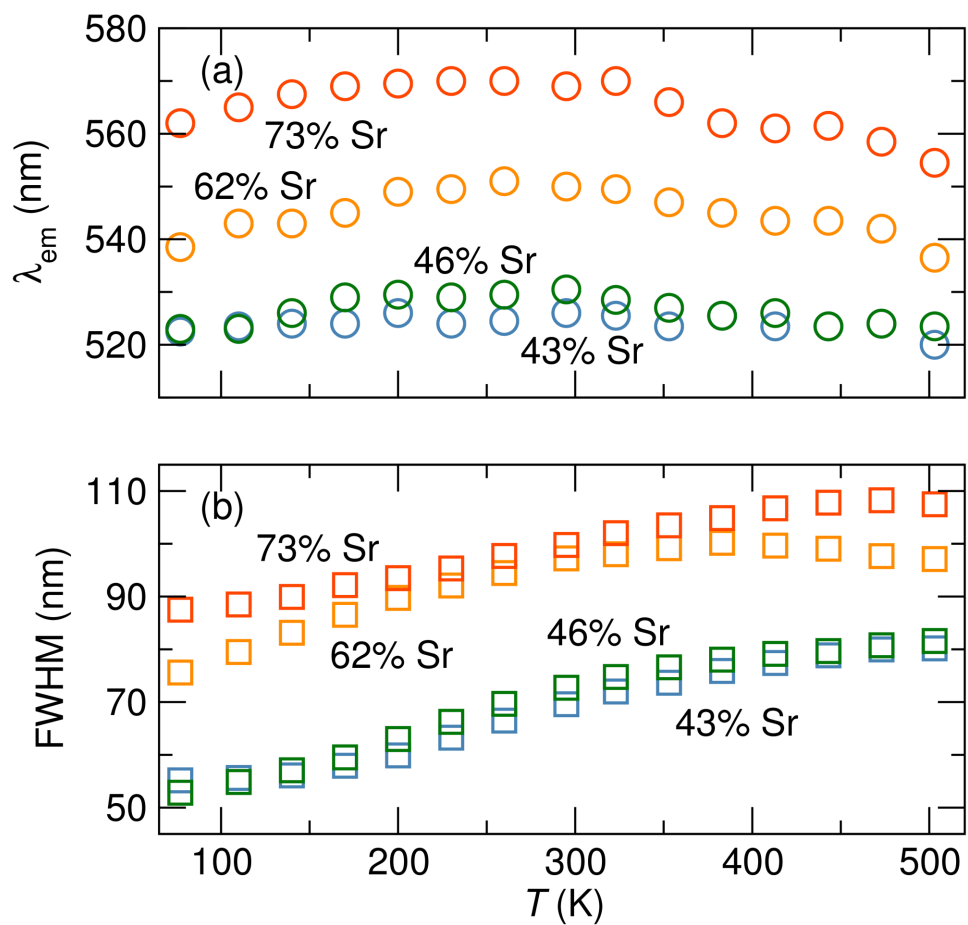 580
(a)
73% Sr
560
62% Sr
λem (nm)
540
46% Sr
520
43% Sr
110
(b)
73% Sr
90
FWHM (nm)
62% Sr
46% Sr
70
43% Sr
50
100 200 300 400 500
T (K)